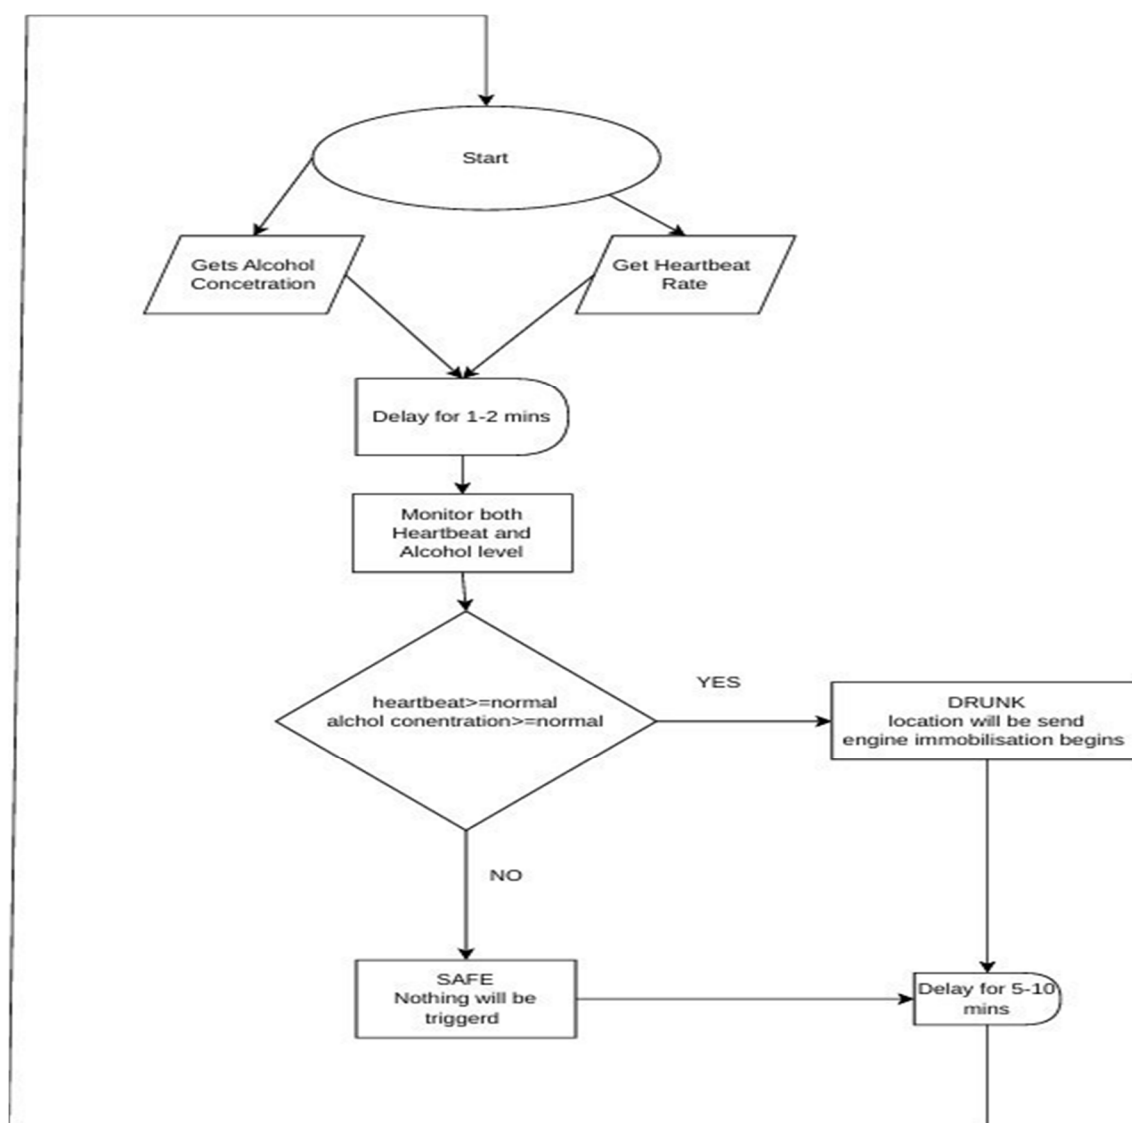 Start
Gets Alcohol
Concetration
Get Heartbeat
Rate
Delay for 1-2 mins
Monitor both
Heartbeat and
Alcohol level
heartbeat>=normal
alchol conentration>=normal
YES
DRUNK
location will be send
engine immobilisation begins
NO
SAFE
Nothing will be
triggerd
Delay for 5-10
mins